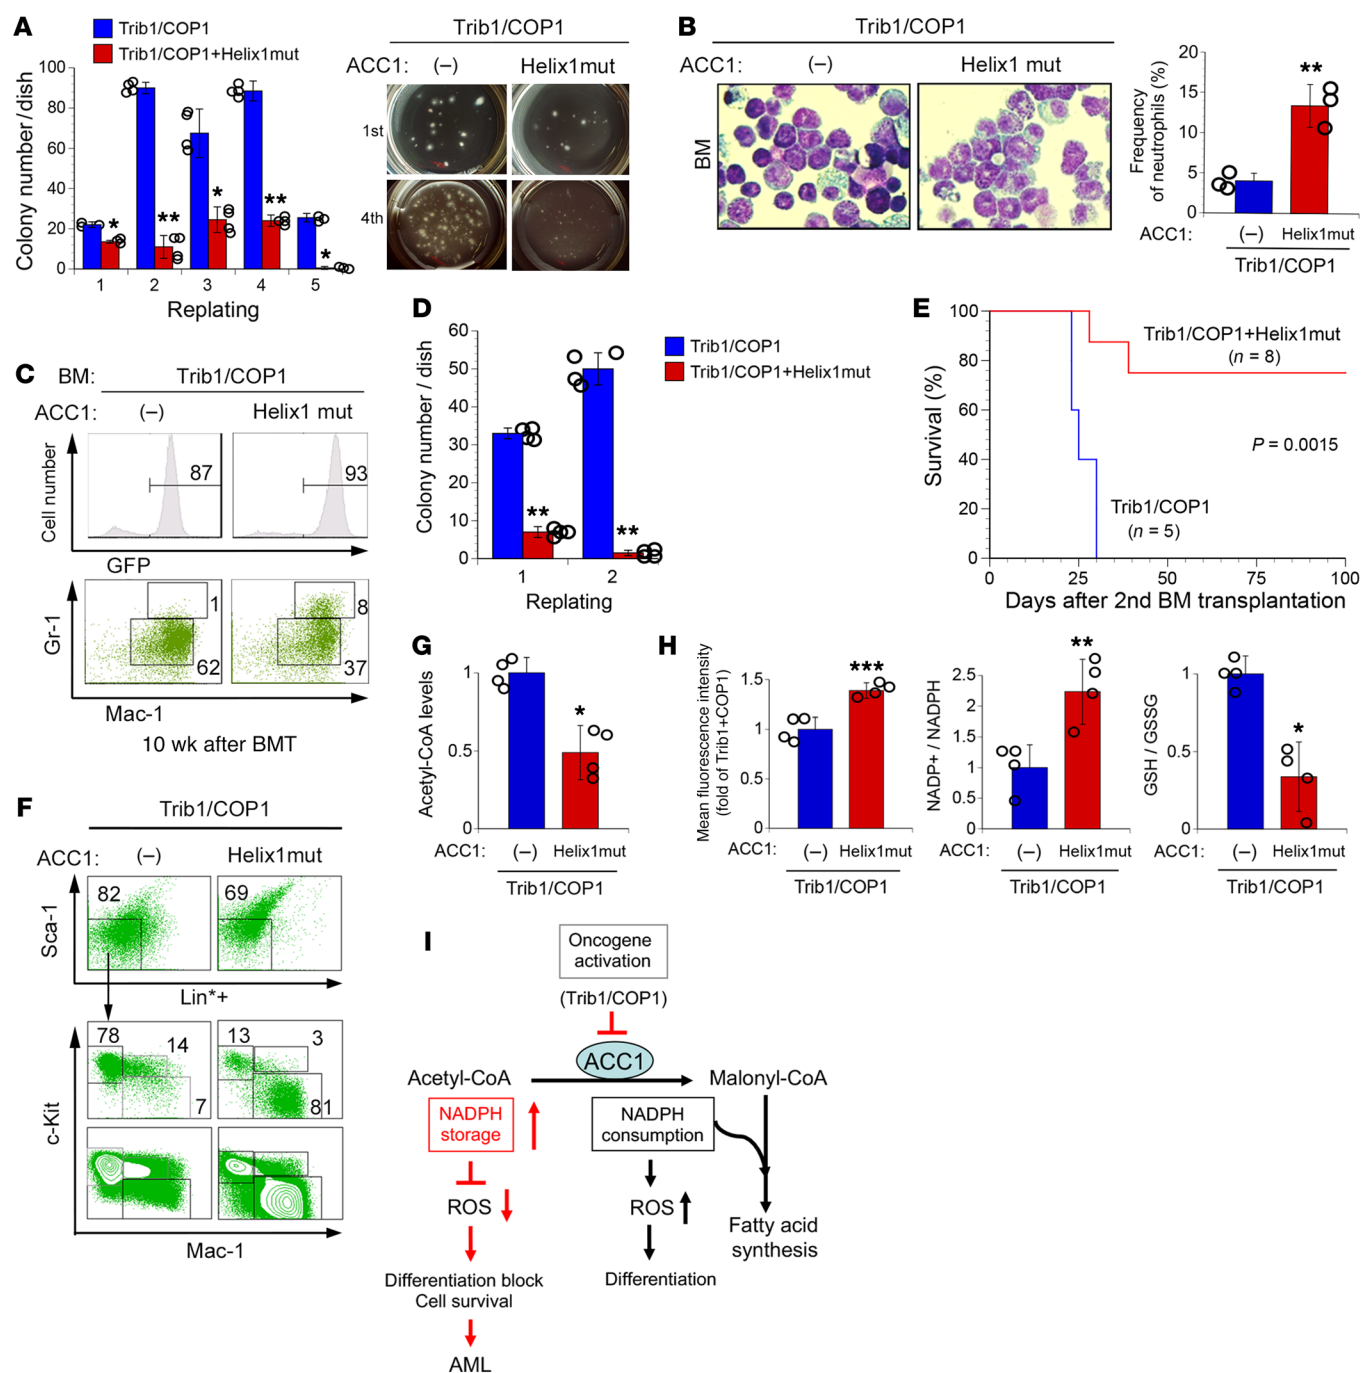 A
Trib1/COP1
Trib1/COP1+Helix1mut
Colony number / dish
100
80
60
40
20
0
* ** * ** *
1 2 3 4 5
Replating
Trib1/COP1
ACC1: (–) Helix1mut
1st
4th
B
Trib1/COP1
ACC1: (–) Helix1 mut
BM
Frequency
of neutrophils (%)
20
15
10
5
0
**
ACC1: (–) Helix1mut
Trib1/COP1
C
BM: Trib1/COP1
ACC1: (–) Helix1 mut
Cell number
87 93
GFP
Gr-1
1 8
62 37
Mac-1
10 wk after BMT
D
Colony number / dish
60
50
40
30
20
10
0
** **
1 2
Replating
Trib1/COP1
Trib1/COP1+Helix1mut
E
Survival (%)
100
80
60
40
20
0
Trib1/COP1+Helix1mut
(n = 8)
P = 0.0015
Trib1/COP1
(n = 5)
0 25 50 75 100
Days after 2nd BM transplantation
F
Trib1/COP1
ACC1: (–) Helix1mut
Sca-1
82 69
Lin*+
c-Kit
78 14 13 3
7 81
Mac-1
G
Acetyl-CoA levels
1
0.5
0
*
ACC1: (–) Helix1mut
Trib1/COP1
H
Mean fluorescence intensity
(fold of Trib1+COP1)
1.5
1
0.5
0
***
ACC1: (–) Helix1mut
Trib1/COP1
NADP+ / NADPH
2.5
2
1.5
1
0.5
0
**
ACC1: (–) Helix1mut
Trib1/COP1
GSH / GSSG
1
0.5
0
*
ACC1: (–) Helix1mut
Trib1/COP1
I
Oncogene
activation
(Trib1/COP1)
ACC1
Acetyl-CoA Malonyl-CoA
NADPH
storage
NADPH
consumption
ROS ROS
Fatty acid
synthesis
Differentiation block
Cell survival
Differentiation
AML